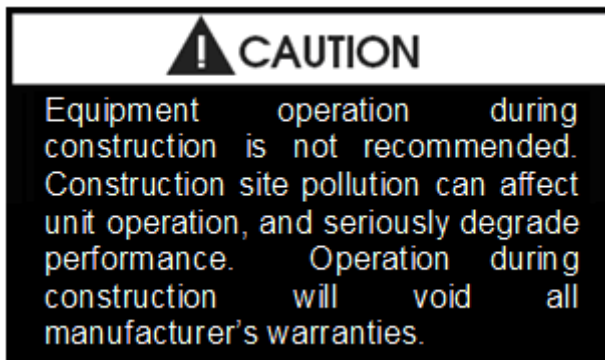 CAUTION
Equipment operation during
construction is not recommended.
Construction site pollution can affect
unit operation, and seriously degrade
performance. Operation during
construction will void all
manufacturer's warranties.